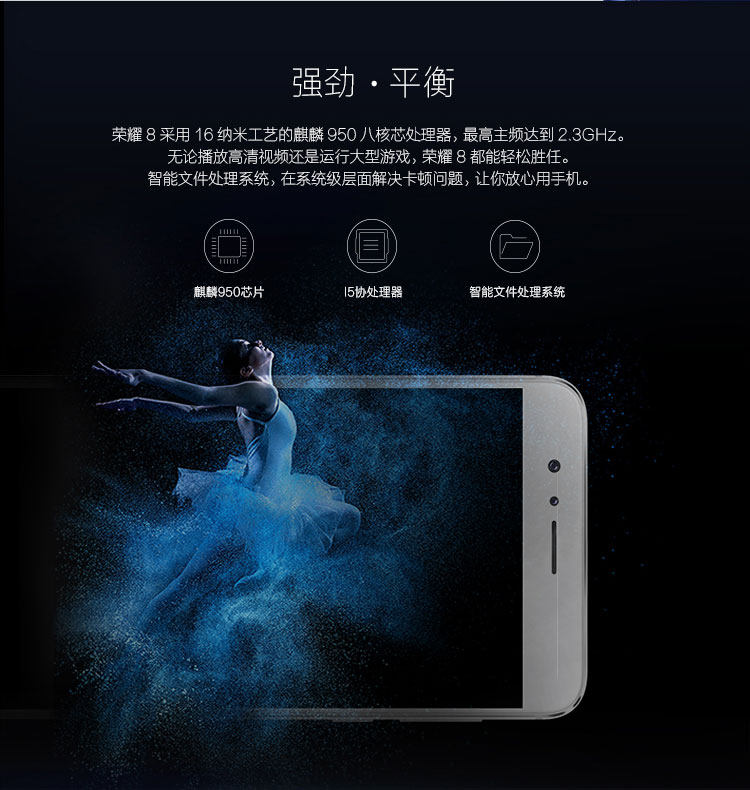 强劲·平衡
荣耀 8 采用 16 纳米工艺的麒麟 950 八核芯处理器，最高主频达到 2.3GHz。
无论播放高清视频还是运行大型游戏，荣耀 8 都能轻松胜任。
智能文件处理系统，在系统级层面解决卡顿问题，让你放心用手机。
麒麟950芯片
I5协处理器
智能文件处理系统